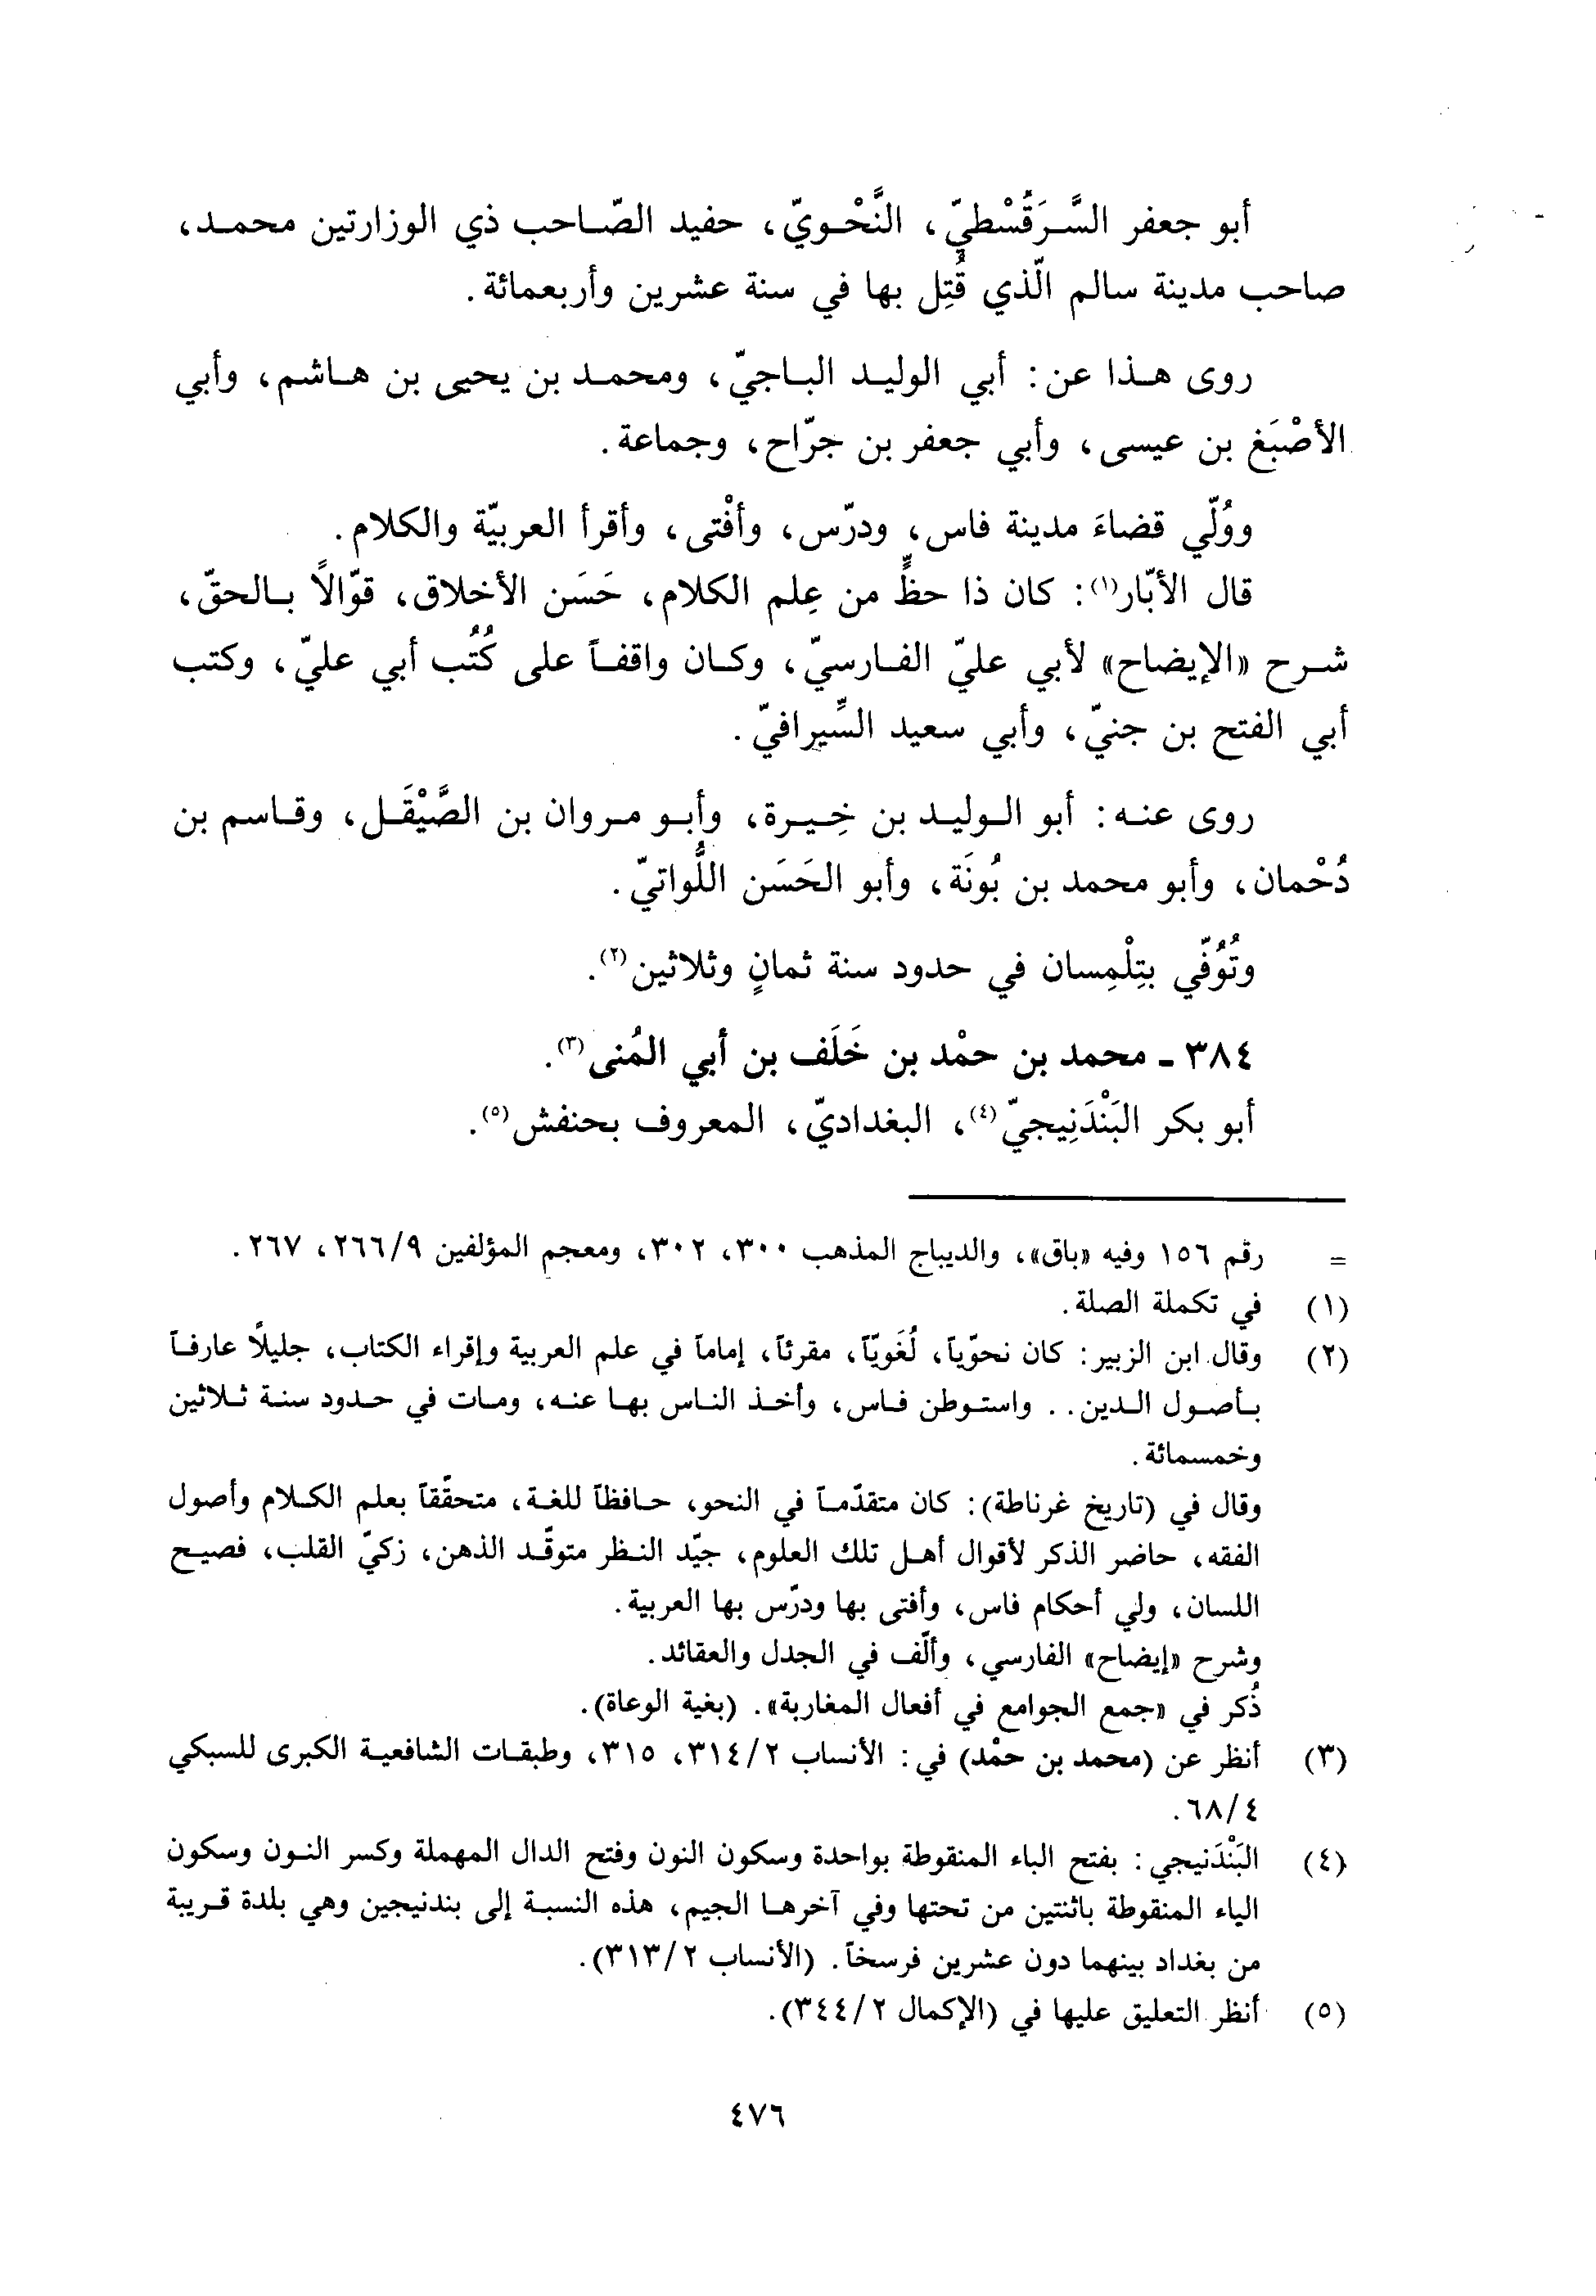 أبو جعفر السَّرَقُسْطيّ، النَّحْويّ، حفيد الصّاحب ذي الوزارتين محمد،
صاحب مدينة سالم الّذي قُتِل بها في سنة عشرين وأربعمائة.
روى هذا عن: أبي الوليد الباجيّ، ومحمد بن يحيى بن هاشم، وأبي
الأصْبَغ بن عيسى، وأبي جعفر بن جرّاح، وجماعة.
ووُلّي قضاءَ مدينة فاس، ودرّس، وأفْتى، وأقرأ العربيّة والكلام.
قال الأبّار(١): كان ذا حظٍّ من عِلم الكلام، حَسَن الأخلاق، قوّالاً بالحقّ،
شرح «الإيضاح» لأبي عليّ الفارسيّ، وكان واقفاً على كُتُب أبي عليّ، وكتب
أبي الفتح بن جنيّ، وأبي سعيد السِّيرافيّ.
روى عنه: أبو الوليد بن خِيرة، وأبو مروان بن الصَّيْقَل، وقاسم بن
دُحْمان، وأبو محمد بن بُونَة، وأبو الحَسَن اللُّواتيّ.
وتُوُفّي بتِلْمِسان في حدود سنة ثمانٍ وثلاثين(٢).
٣٨٤ ـ محمد بن حمْد بن خَلَف بن أبي المُنى(٣).
أبو بكر البَنْدَنِيجيّ(٤)، البغداديّ، المعروف بحنفش(٥).
= رقم ١٥٦ وفيه «باق»، والديباج المذهب ٣٠٠، ٣٠٢، ومعجم المؤلفين ٢٦٦/٩، ٢٦٧.
(١) في تكملة الصلة.
(٢) وقال ابن الزبير: كان نحوّياً، لُغَويّاً، مقرئاً، إماماً في علم العربية وإقراء الكتاب، جليلًا عارفاً
بأصول الدين.. واستوطن فاس، وأخذ الناس بها عنه، ومات في حدود سنة ثلاثين
وخمسمائة.
وقال في (تاريخ غرناطة): كان متقدّماً في النحو، حافظاً للغة، متحقّقاً بعلم الكلام وأصول
الفقه، حاضر الذكر لأقوال أهل تلك العلوم، جيّد النظر متوقّد الذهن، زكيّ القلب، فصيح
اللسان، ولي أحكام فاس، وأفتى بها ودرّس بها العربية.
وشرح «إيضاح» الفارسي، وألّف في الجدل والعقائد.
ذُكر في «جمع الجوامع في أفعال المغاربة». (بغية الوعاة).
(٣) أنظر عن (محمد بن حمْد) في: الأنساب ٣١٤/٢، ٣١٥، وطبقات الشافعية الكبرى للسبكي
٦٨/٤.
(٤) البَنْدَنيجي: بفتح الباء المنقوطة بواحدة وسكون النون وفتح الدال المهملة وكسر النون وسكون
الياء المنقوطة باثنتين من تحتها وفي آخرها الجيم، هذه النسبة إلى بندنيجين وهي بلدة قريبة
من بغداد بينهما دون عشرين فرسخاً. (الأنساب ٣١٣/٢).
(٥) أنظر التعليق عليها في (الإكمال ٣٤٤/٢).
٤٧٦